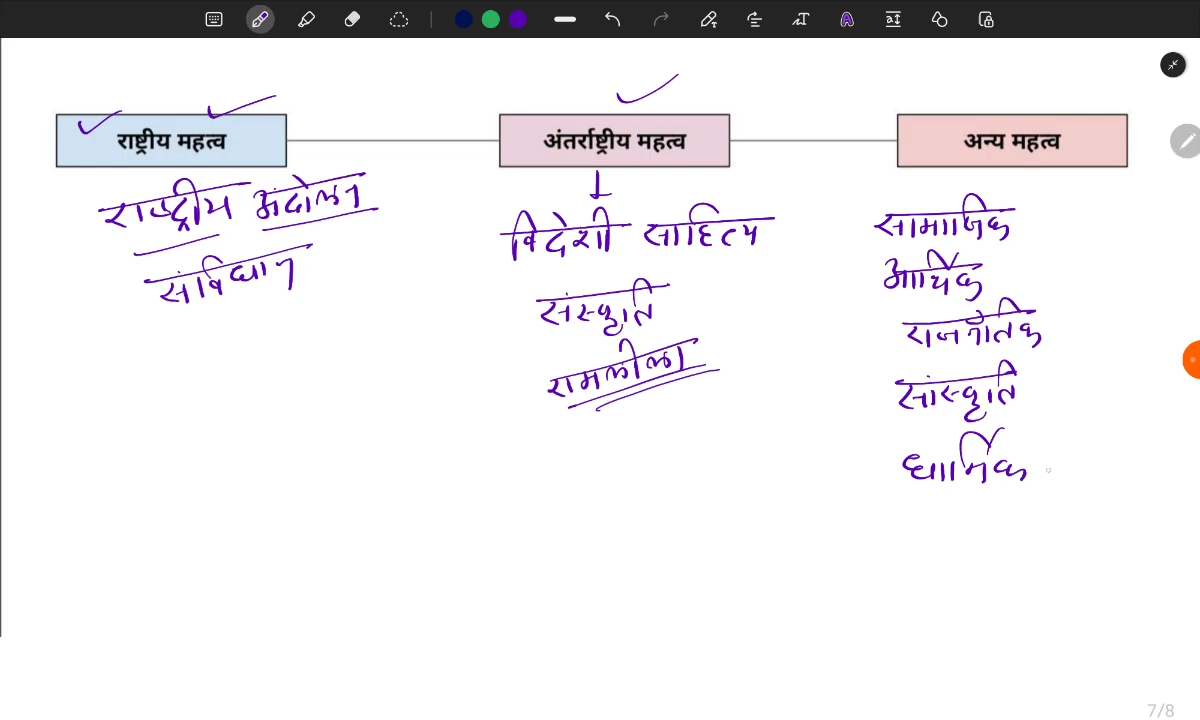 राष्ट्रीय महत्व
अंतर्राष्ट्रीय महत्व
अन्य महत्व
राष्ट्रीय अंदोलन
संविधान
विदेशी साहित्य
संस्कृति
रामलीला
सामाजिक
आर्थिक
राजनैतिक
सांस्कृति
धार्मिक
7/8